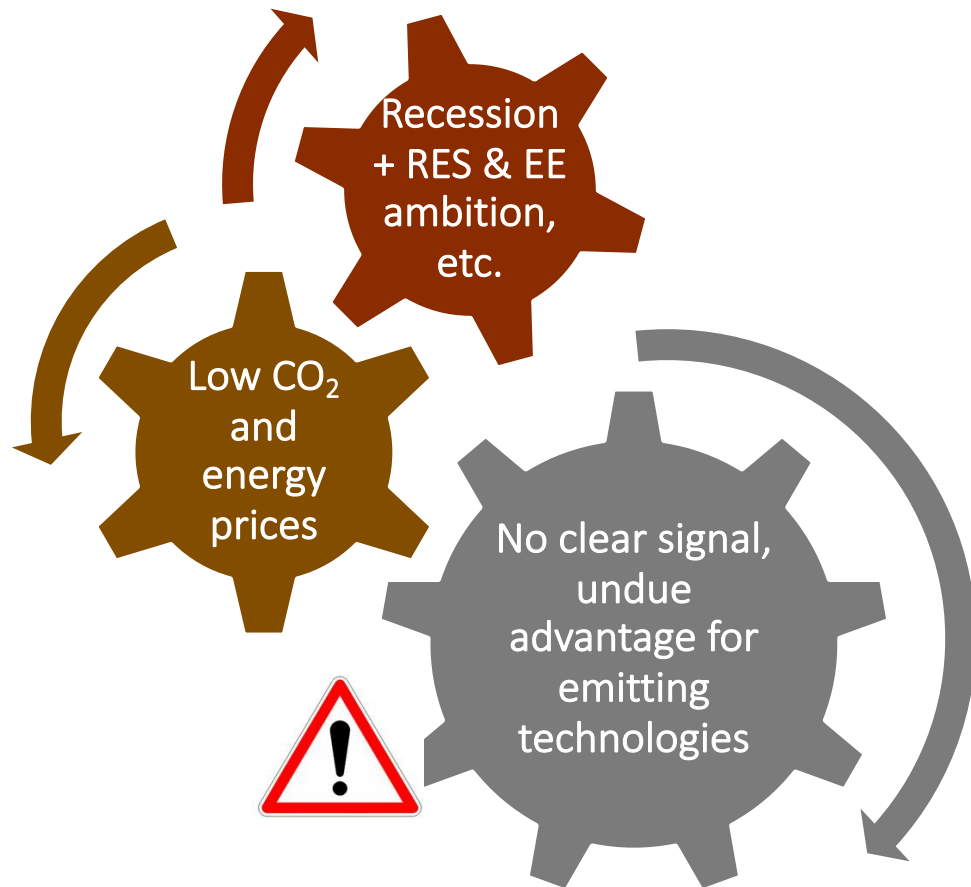 Recession
+ RES & EE
ambition,
etc.
Low CO₂
and
energy
prices
No clear signal,
undue
advantage for
emitting
technologies